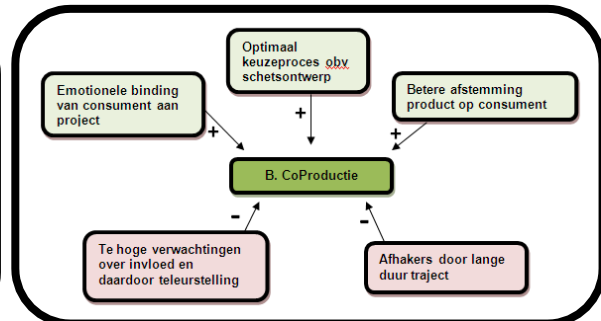 Optimaal
keuzeproces obv
schetsontwerp
Emotionele binding
van consument aan
project
Betere afstemming
product op consument
+
+
+
B. CoProductie
-
-
Te hoge verwachtingen
over invloed en
daardoor teleurstelling
Afhakers door lange
duur traject